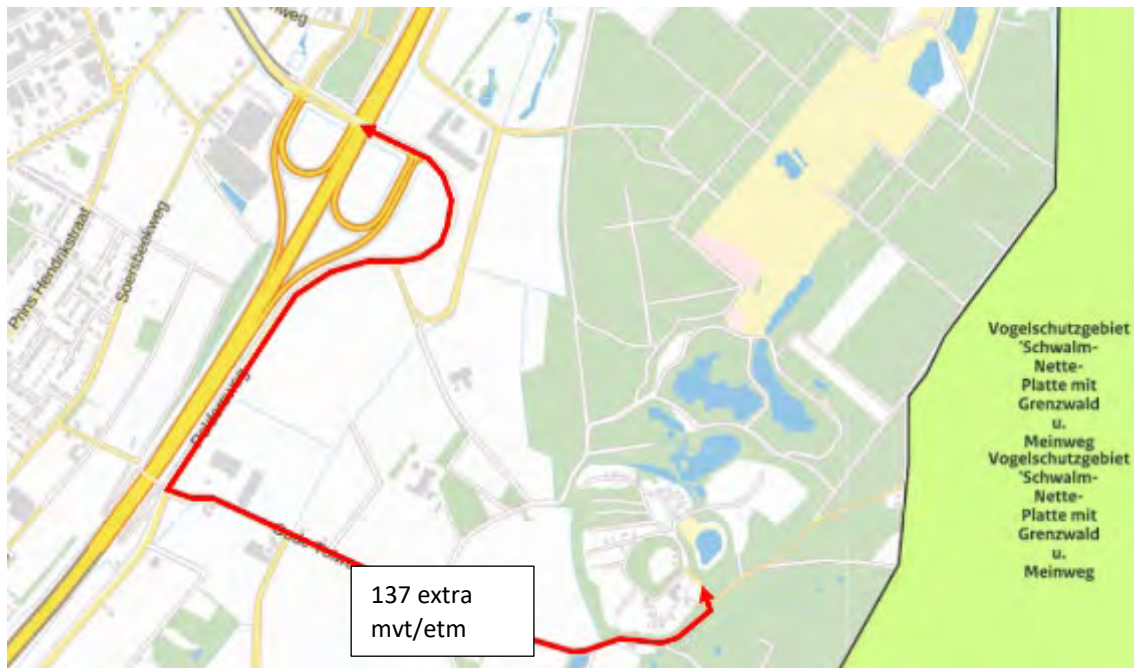 Prins Hendrikstraat
Soersbeekweg
137 extra
mvt/etm
Vogelschutzgebiet
'Schwalm-
Nette-
Platte mit
Grenzwald
u.
Meinweg
Vogelschutzgebiet
'Schwalm-
Nette-
Platte mit
Grenzwald
u.
Meinweg